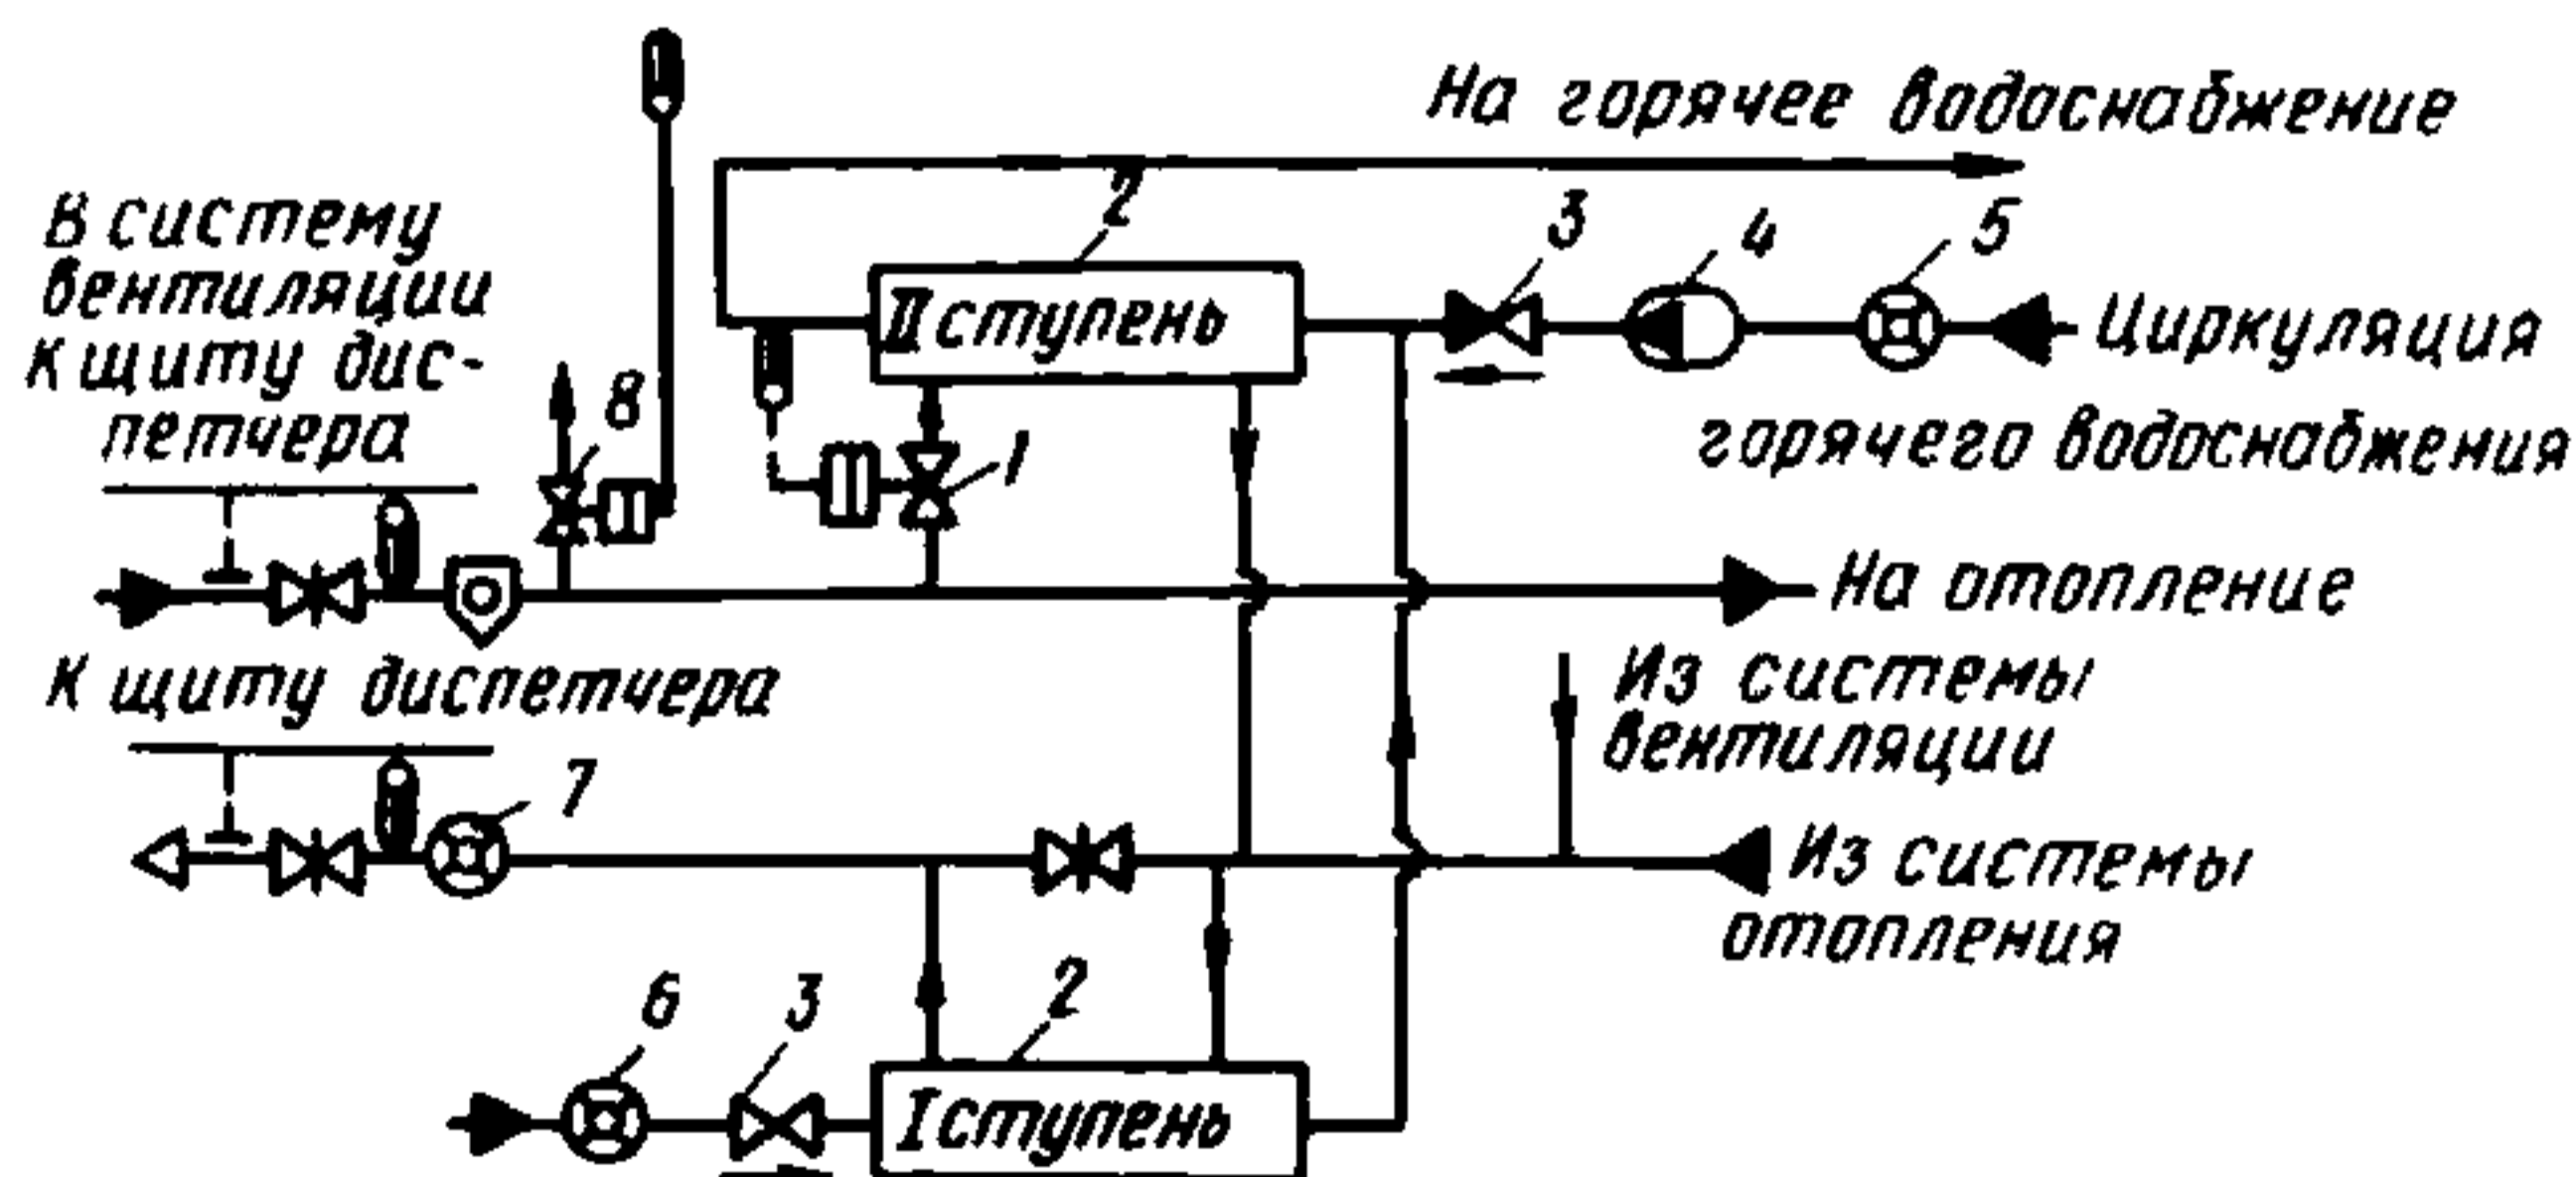 На горячее водоснабжение
В систему
вентиляции
К щиту дис-
петчера
2
3
4
5
II ступень
Циркуляция
горячего водоснабжения
8
1
На отопление
К щиту диспетчера
Из системы
вентиляции
7
Из системы
отопления
6
3
2
I ступень